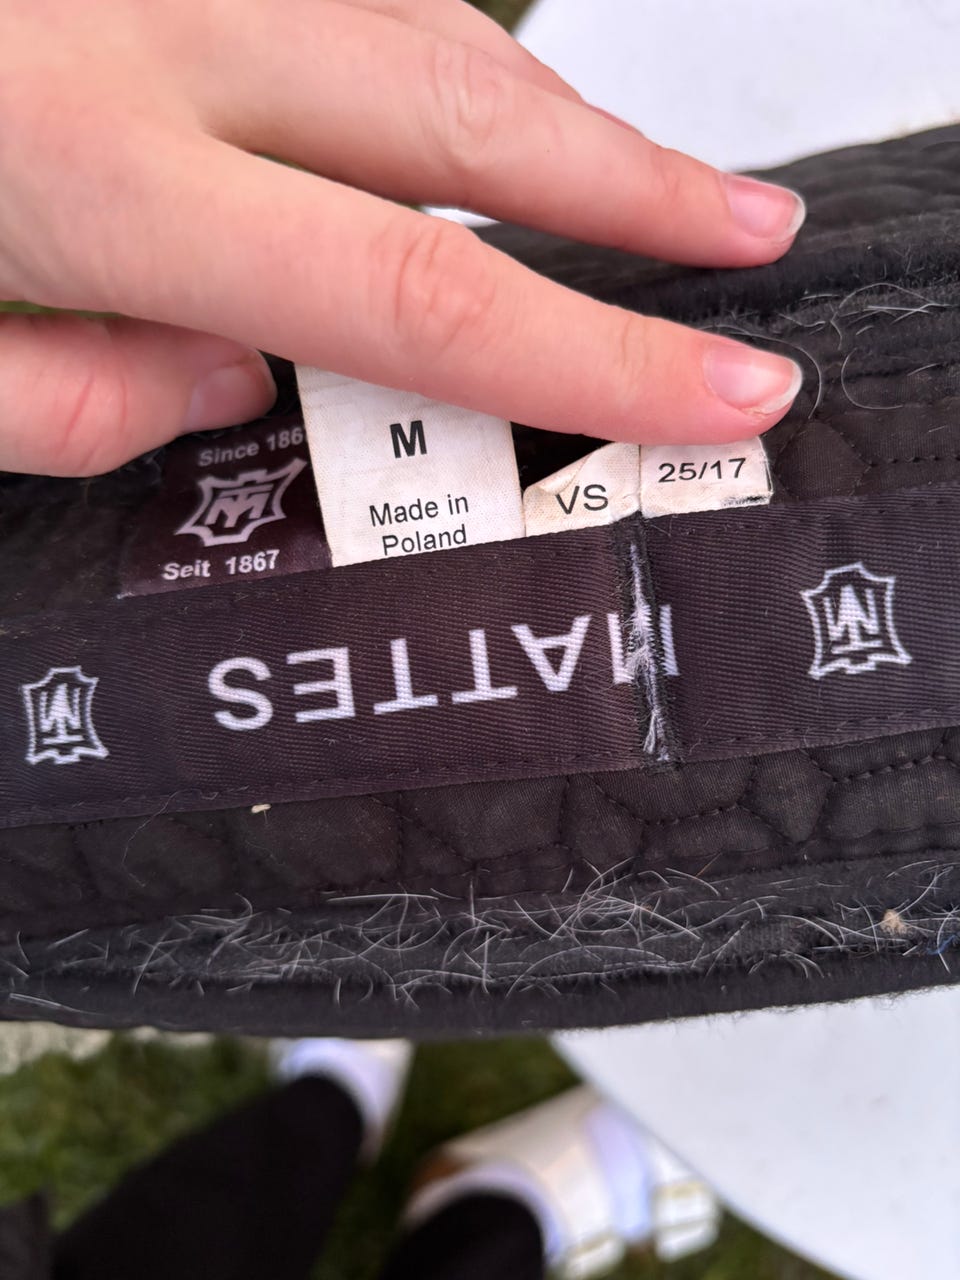 Since 186
Seit 1867
M
Made in
Poland
VS
25/17
MATTES